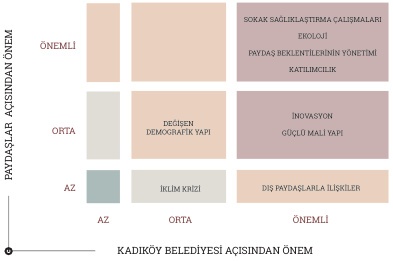 SOKAK SAĞLIKLAŞTIRMA ÇALIŞMALARI
EKOLOJİ
PAYDAŞ BEKLENTİLERİNİN YÖNETİMİ
KATILIMCILIK
ÖNEMLİ
PAYDAŞLAR AÇISINDAN ÖNEM
ORTA
DEĞİŞEN
DEMOGRAFİK YAPI
İNOVASYON
GÜÇLÜ MALİ YAPI
AZ
İKLİM KRİZİ
DIŞ PAYDAŞLARLA İLİŞKİLER
AZ
ORTA
ÖNEMLİ
KADIKÖY BELEDİYESİ AÇISINDAN ÖNEM